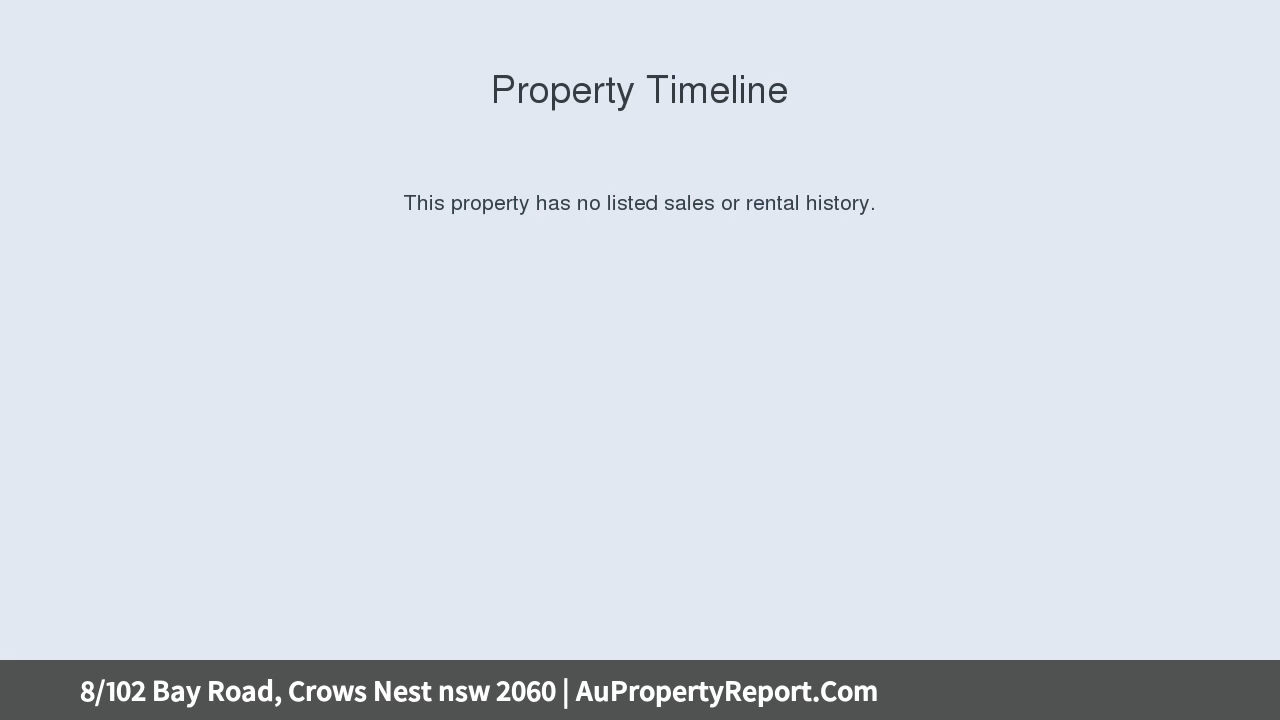 Property Timeline
This property has no listed sales or rental history.
8/102 Bay Road, Crows Nest nsw 2060 | AuPropertyReport.Com